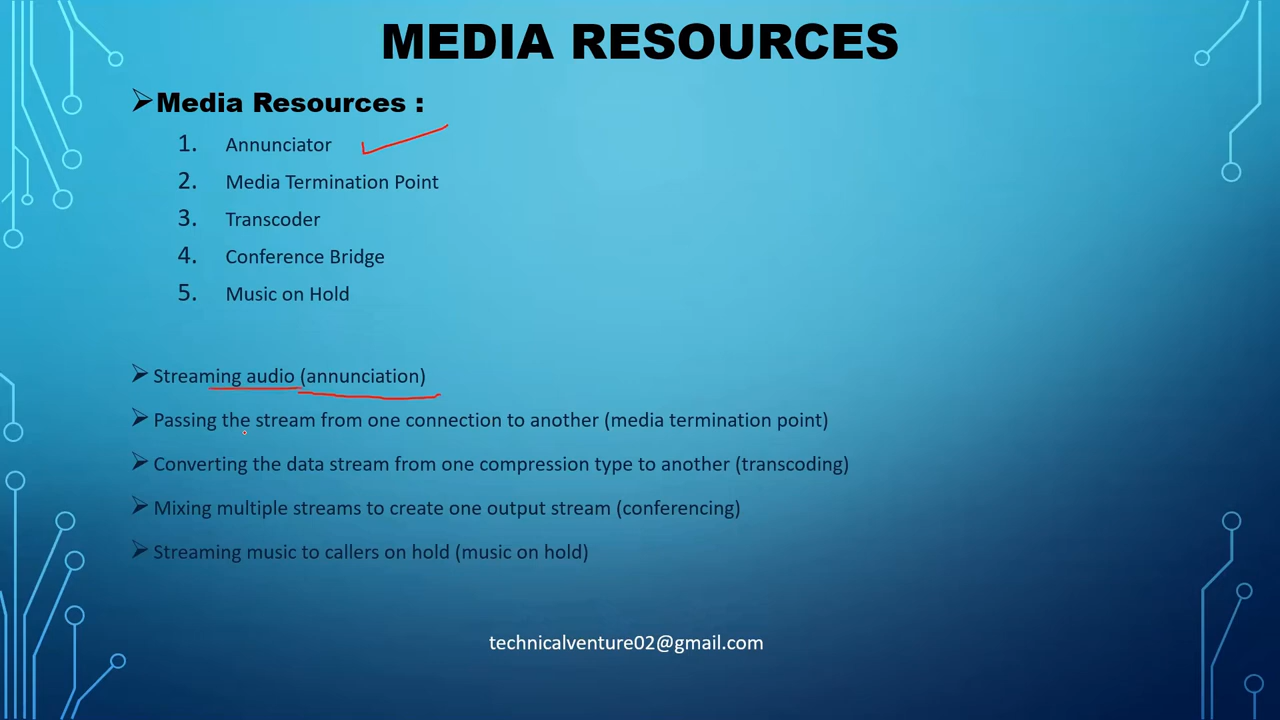 MEDIA RESOURCES
➢Media Resources :
1. Annunciator
2. Media Termination Point
3. Transcoder
4. Conference Bridge
5. Music on Hold
➢ Streaming audio (annunciation)
➢ Passing the stream from one connection to another (media termination point)
➢ Converting the data stream from one compression type to another (transcoding)
➢ Mixing multiple streams to create one output stream (conferencing)
➢ Streaming music to callers on hold (music on hold)
technicalventure02@gmail.com